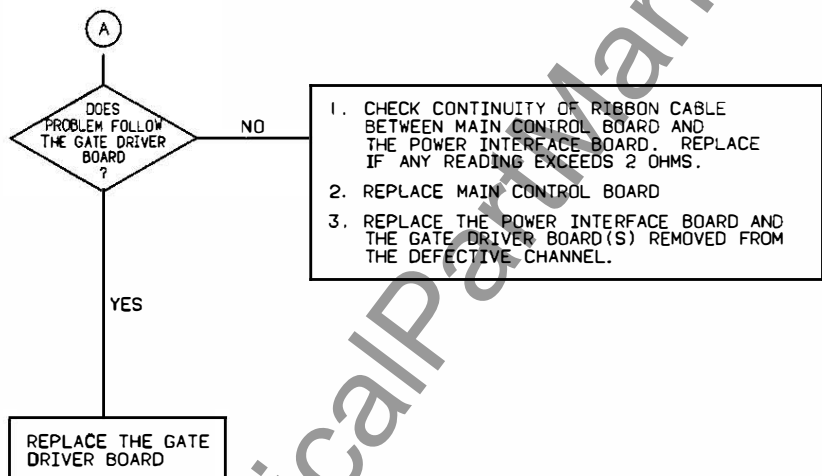 A
DOES
PROBLEM FOLLOW
THE GATE DRIVER
BOARD
?
NO
1. CHECK CONTINUITY OF RIBBON CABLE
BETWEEN MAIN CONTROL BOARD AND
THE POWER INTERFACE BOARD. REPLACE
IF ANY READING EXCEEDS 2 OHMS.
2. REPLACE MAIN CONTROL BOARD
3. REPLACE THE POWER INTERFACE BOARD AND
THE GATE DRIVER BOARD(S) REMOVED FROM
THE DEFECTIVE CHANNEL.
YES
REPLACE THE GATE
DRIVER BOARD